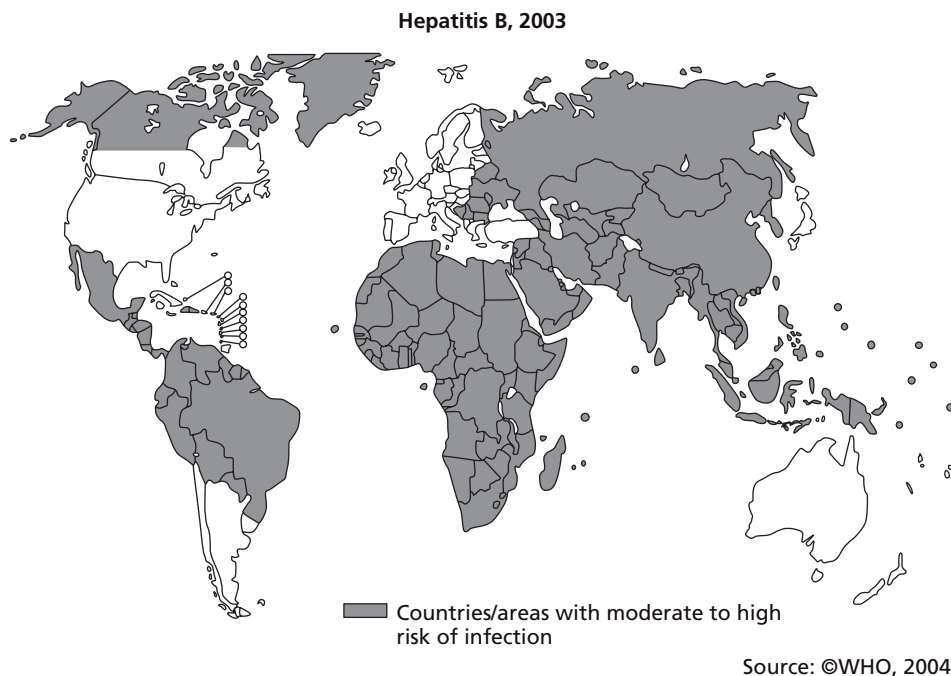 Hepatitis B, 2003
Countries/areas with moderate to high
risk of infection
Source: ©WHO, 2004